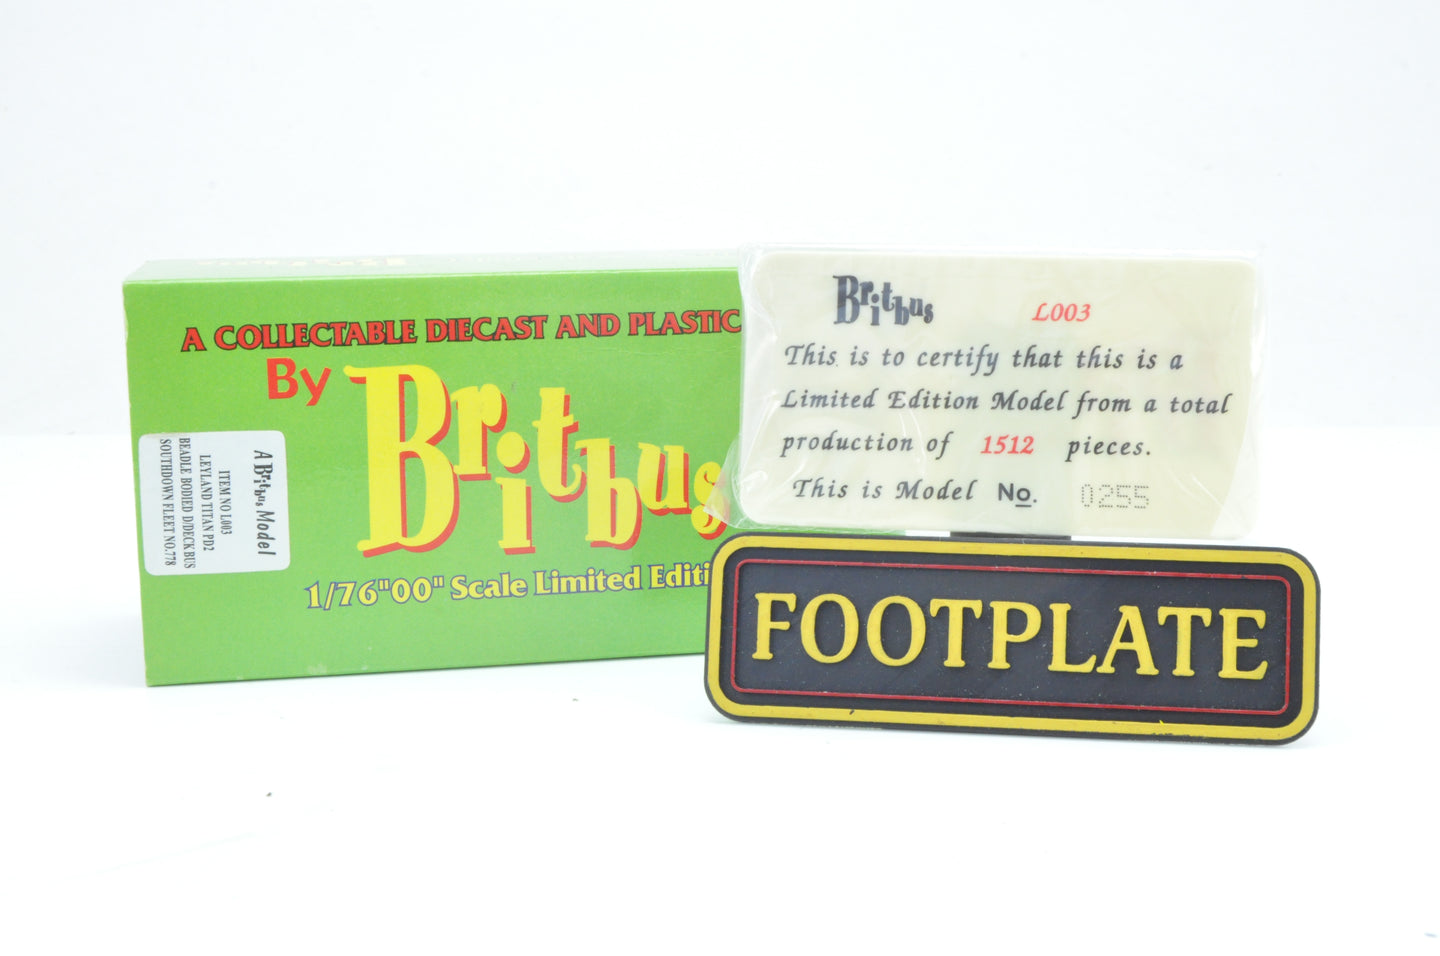 A COLLECTABLE DIECAST AND PLASTIC
By Britbus
1/76"00" Scale Limited Editi
A Britbus Model
ITEM NO L003
LEYLAND TITAN PD2
BEADLE BODIED D/DECK BUS
SOUTHDOWN FLEET NO.778
Britbus L003
This is to certify that this is a
Limited Edition Model from a total
production of 1512 pieces.
This is Model No. 0255
FOOTPLATE